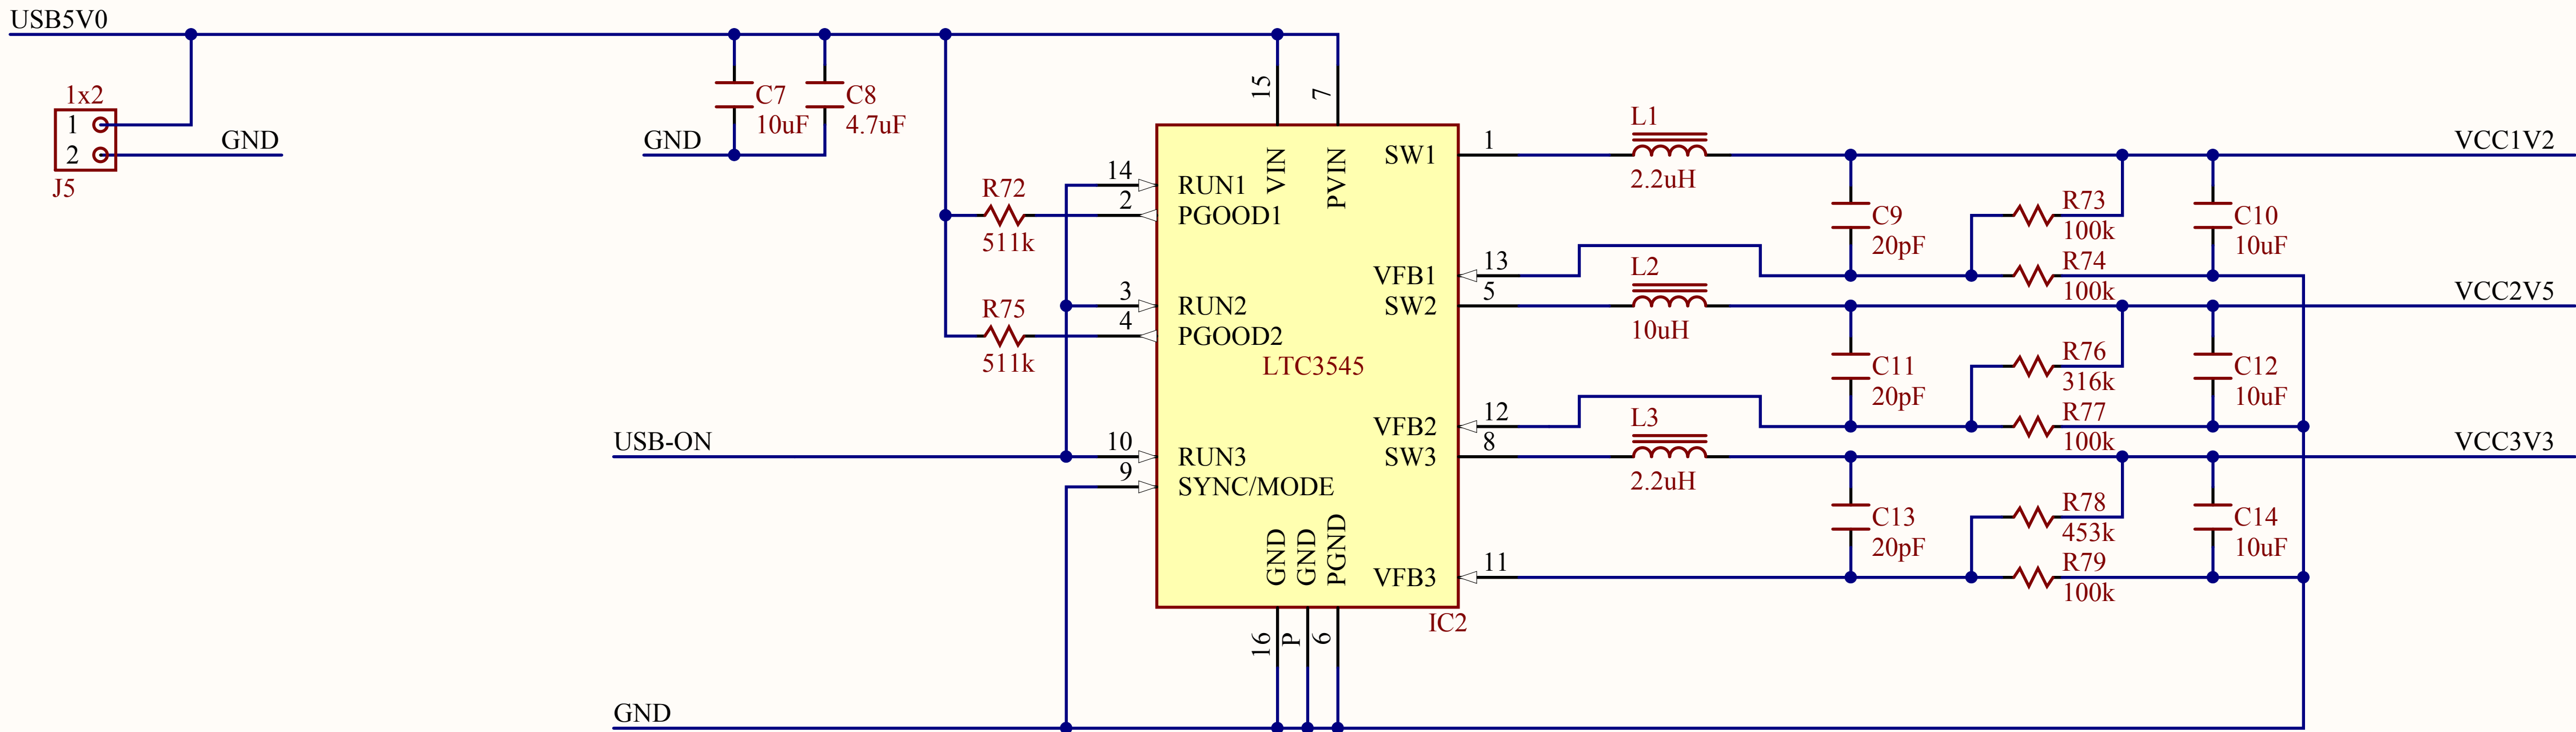 USB5V0
1x2
1
2
GND
J5
C7
10uF
C8
4.7uF
GND
R72
511k
R75
511k
USB-ON
GND
15
7
14
2
3
4
10
9
VIN
PVIN
RUN1
PGOOD1
RUN2
PGOOD2
LTC3545
RUN3
SYNC/MODE
GND
GND
PGND
SW1
VFB1
SW2
VFB2
SW3
VFB3
IC2
16
P
6
1
13
5
12
8
11
L1
2.2uH
L2
10uH
L3
2.2uH
C9
20pF
R73
100k
R74
100k
C10
10uF
VCC1V2
C11
20pF
R76
316k
R77
100k
C12
10uF
VCC2V5
C13
20pF
R78
453k
R79
100k
C14
10uF
VCC3V3